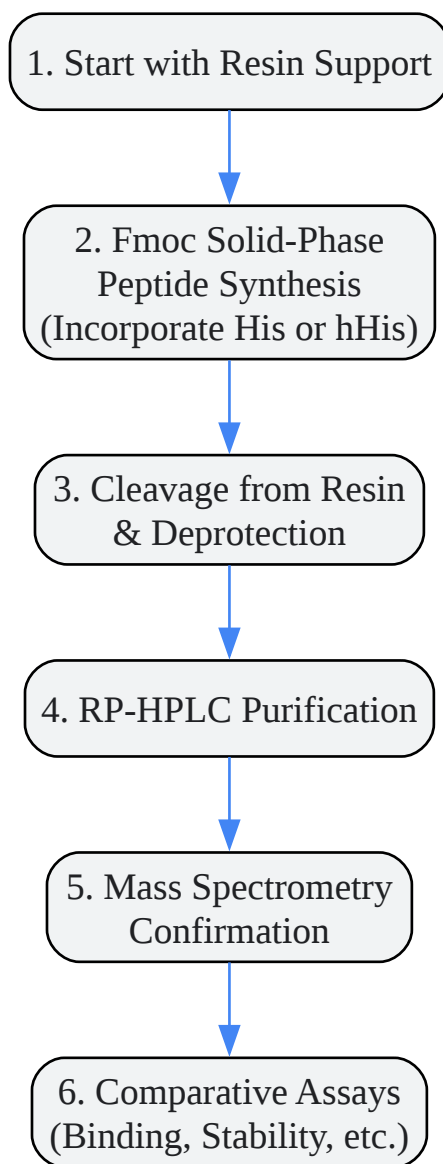 1. Start with Resin Support
2. Fmoc Solid-Phase
Peptide Synthesis
(Incorporate His or hHis)
3. Cleavage from Resin
& Deprotection
4. RP-HPLC Purification
5. Mass Spectrometry
Confirmation
6. Comparative Assays
(Binding, Stability, etc.)